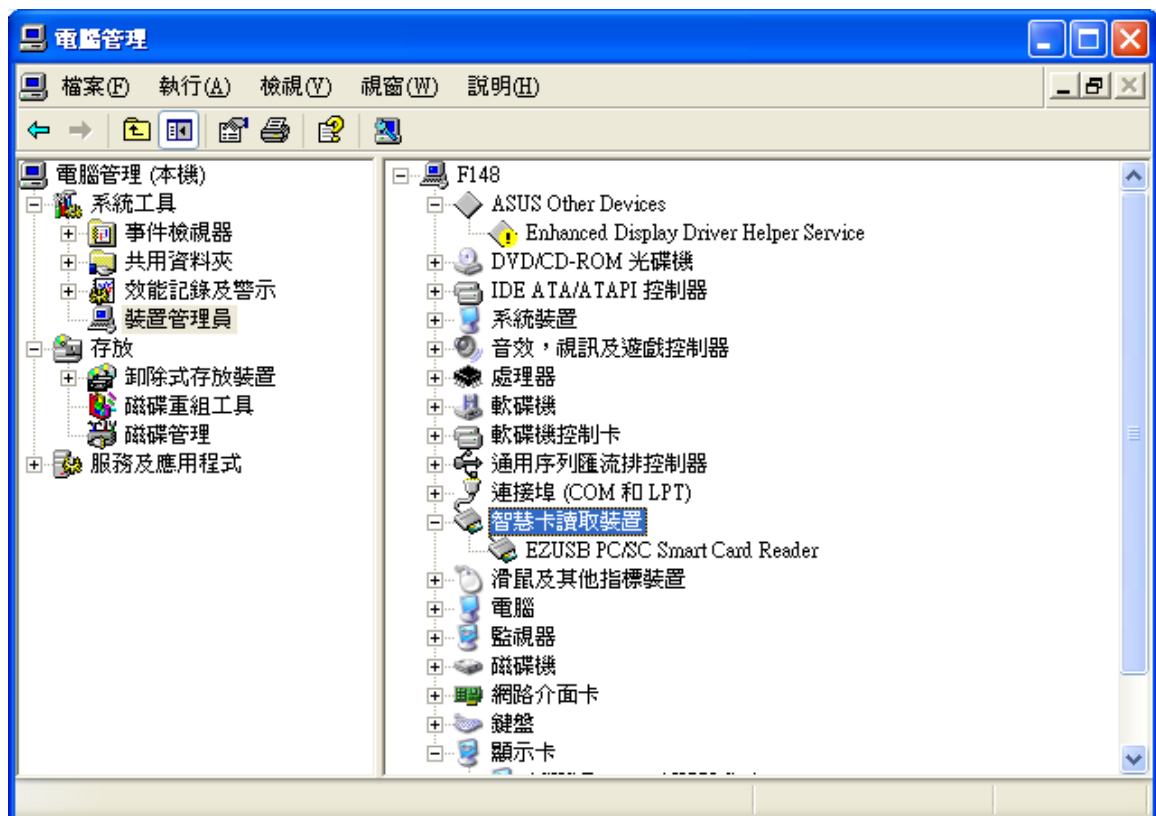 電腦管理
檔案(F) 執行(A) 檢視(V) 視窗(W) 說明(H)
電腦管理 (本機)
系統工具
事件檢視器
共用資料夾
效能記錄及警示
裝置管理員
存放
卸除式存放裝置
磁碟重組工具
磁碟管理
服務及應用程式
F148
ASUS Other Devices
Enhanced Display Driver Helper Service
DVD/CD-ROM 光碟機
IDE ATA/ATAPI 控制器
系統裝置
音效，視訊及遊戲控制器
處理器
軟碟機
軟碟機控制卡
通用序列匯流排控制器
連接埠 (COM 和 LPT)
智慧卡讀取裝置
EZUSB PC/SC Smart Card Reader
滑鼠及其他指標裝置
電腦
監視器
磁碟機
網路介面卡
鍵盤
顯示卡